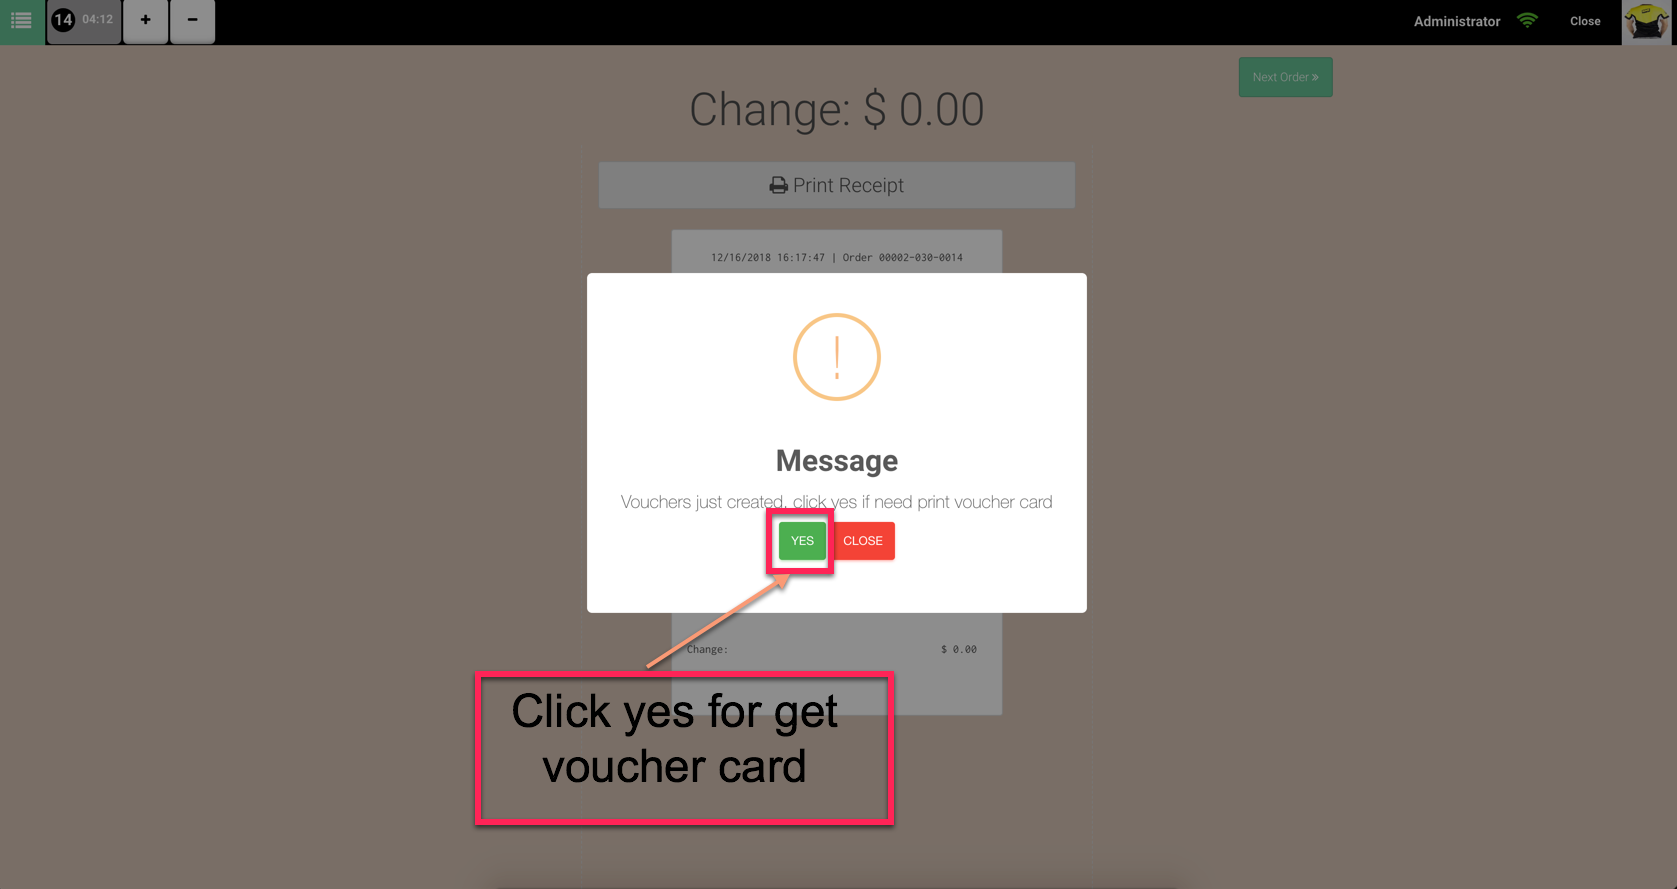 14 04:12 + −
Administrator Close
Next Order »
Change: $ 0.00
Print Receipt
12/16/2018 16:17:47 | Order 00002-030-0014
!
Message
Vouchers just created, click yes if need print voucher card
YES CLOSE
Change: $ 0.00
Click yes for get
voucher card